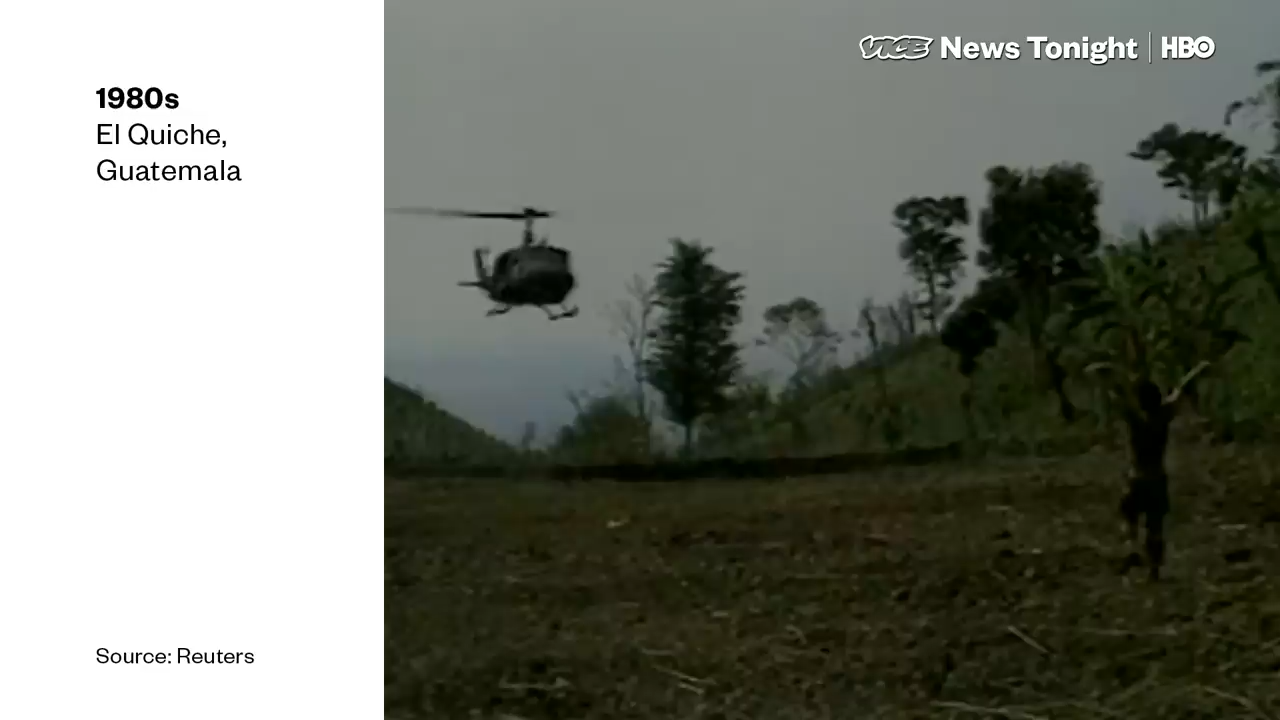 1980s
El Quiche,
Guatemala
VICE News Tonight | HBO
Source: Reuters